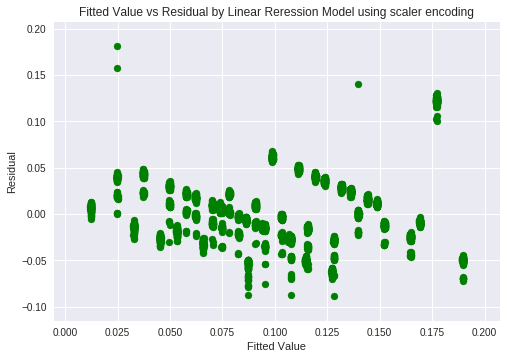 Fitted Value vs Residual by Linear Reression Model using scaler encoding
0.20
0.15
0.10
0.05
0.00
−0.05
−0.10
Residual
0.000 0.025 0.050 0.075 0.100 0.125 0.150 0.175 0.200
Fitted Value